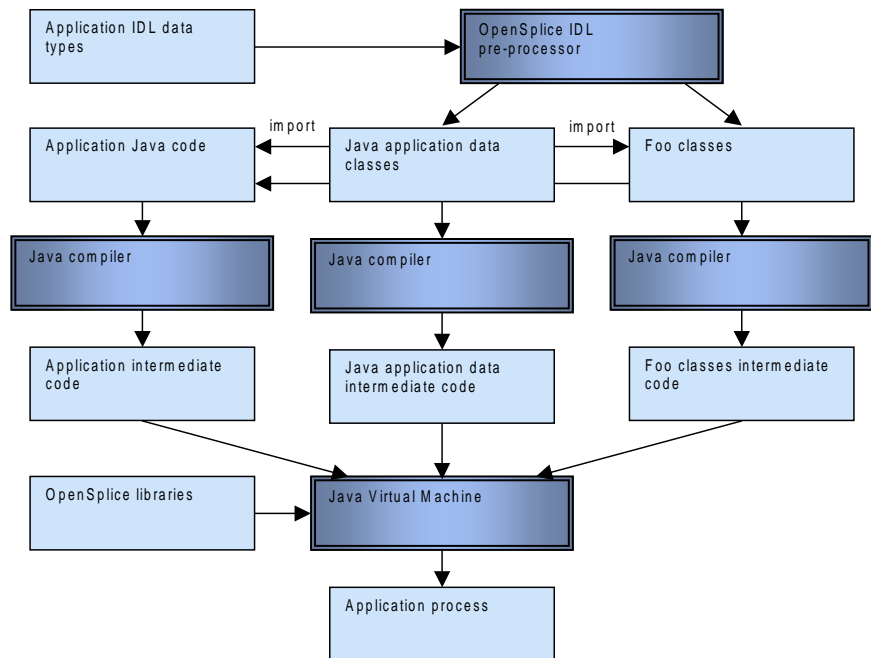 Application IDL data
types
OpenSplice IDL
pre-processor
import
import
Application Java code
Java application data
classes
Foo classes
Java compiler
Java compiler
Java compiler
Application intermediate
code
Java application data
intermediate code
Foo classes intermediate
code
OpenSplice libraries
Java Virtual Machine
Application process